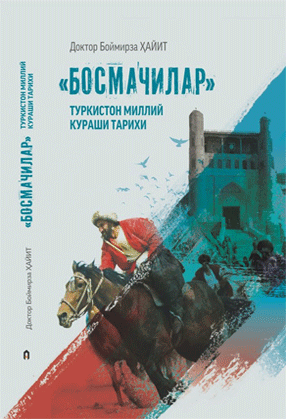 Доктор Боймирза ҲАЙИТ
«БОСМАЧИЛАР»
ТУРКИСТОН МИЛЛИЙ
КУРАШИ ТАРИХИ
Доктор Боймирза ҲАЙИТ
«БОСМАЧИЛАР»
ТУРКИСТОН МИЛЛИЙ
КУРАШИ ТАРИХИ